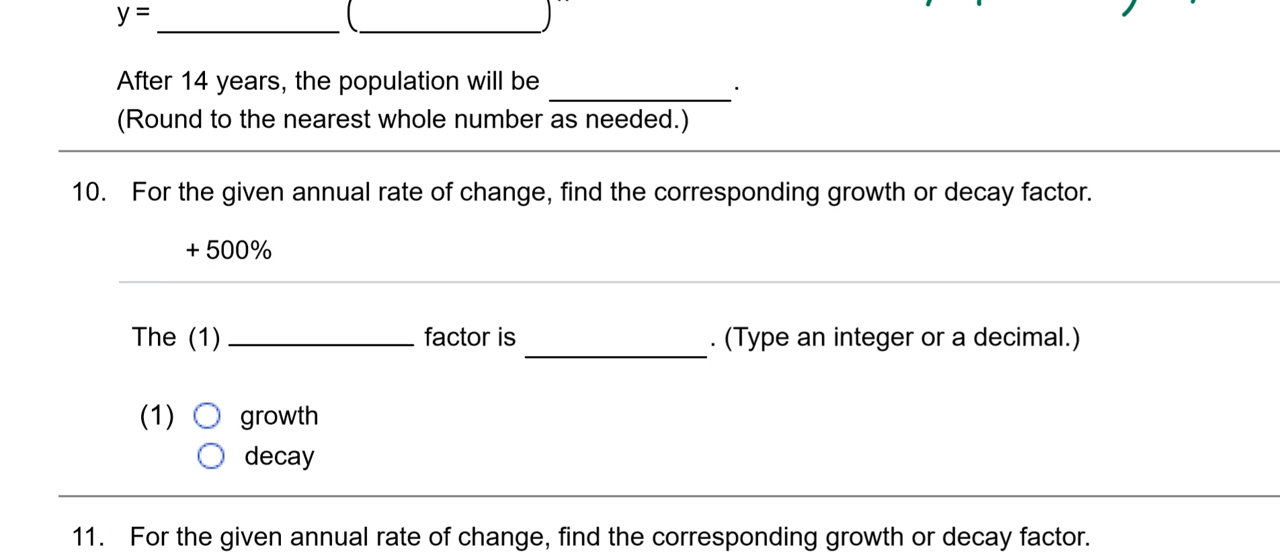 y =
After 14 years, the population will be ____________.
(Round to the nearest whole number as needed.)
10. For the given annual rate of change, find the corresponding growth or decay factor.
+ 500%
The (1) ____________ factor is ____________. (Type an integer or a decimal.)
(1) growth
decay
11. For the given annual rate of change, find the corresponding growth or decay factor.